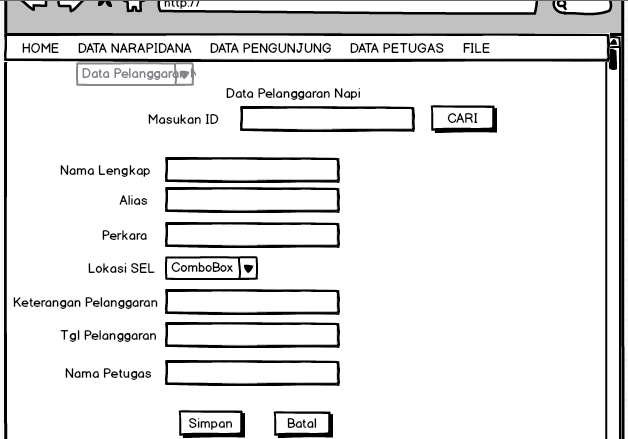 http://
HOME DATA NARAPIDANA DATA PENGUNJUNG DATA PETUGAS FILE
Data Pelanggaran
Data Pelanggaran Napi
Masukan ID CARI
Nama Lengkap
Alias
Perkara
Lokasi SEL ComboBox
Keterangan Pelanggaran
Tgl Pelanggaran
Nama Petugas
Simpan Batal